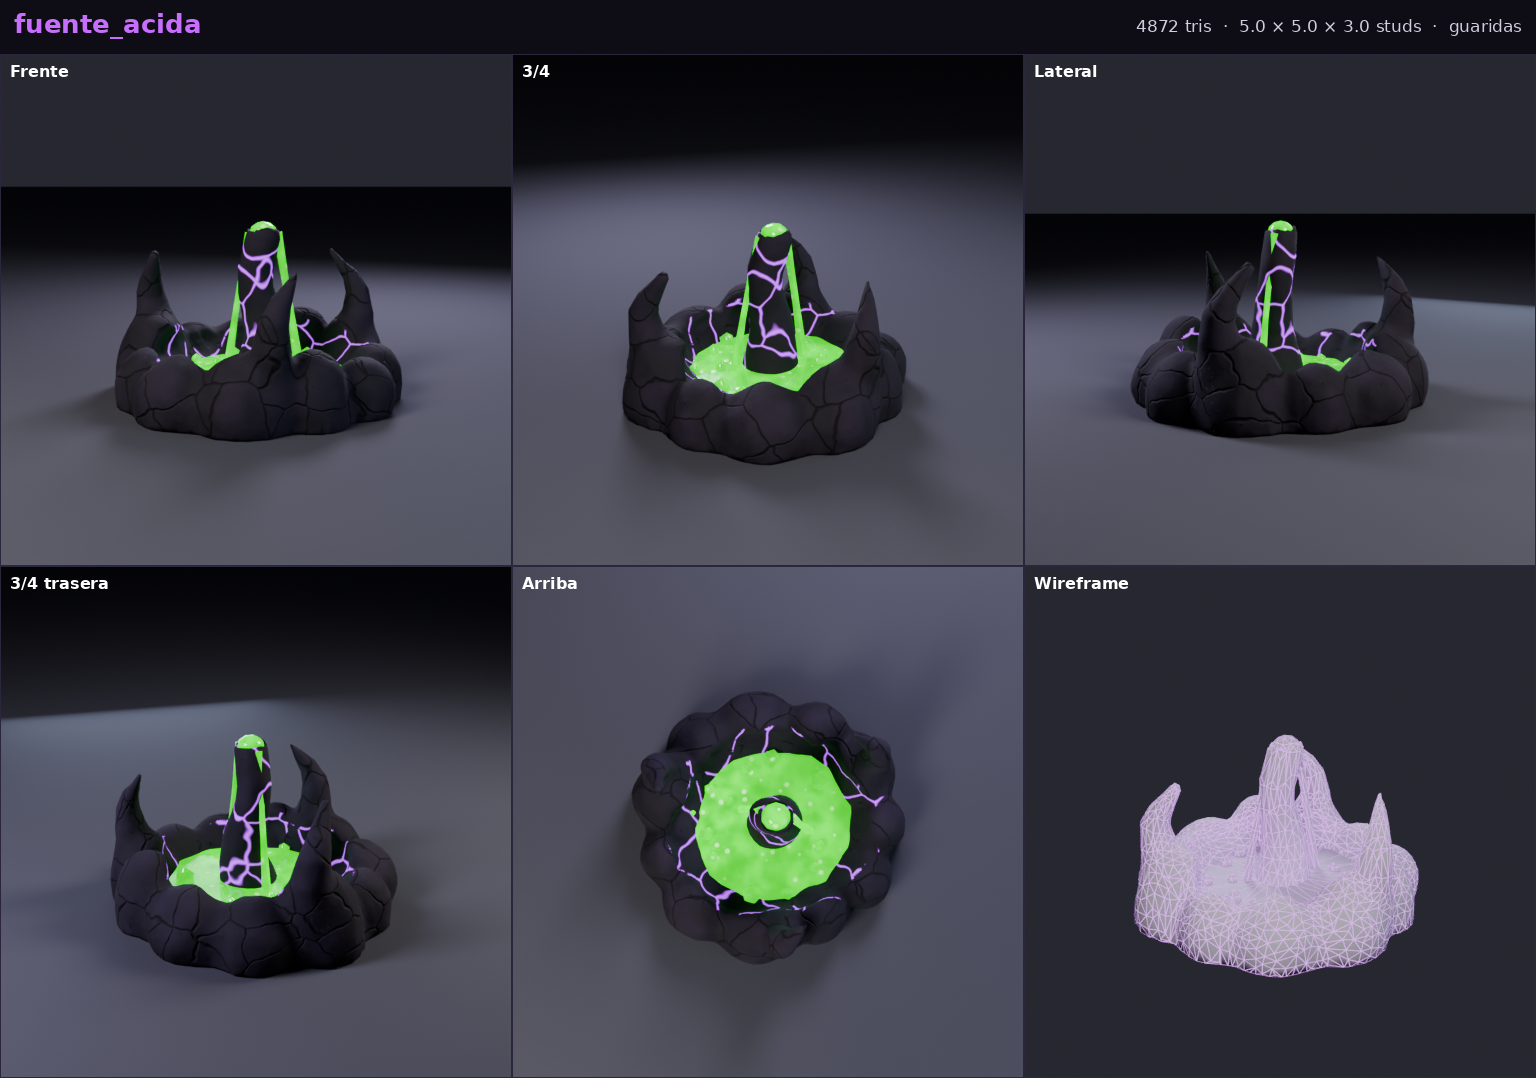 fuente_acida
4872 tris · 5.0 × 5.0 × 3.0 studs · guaridas
Frente
3/4
Lateral
3/4 trasera
Arriba
Wireframe